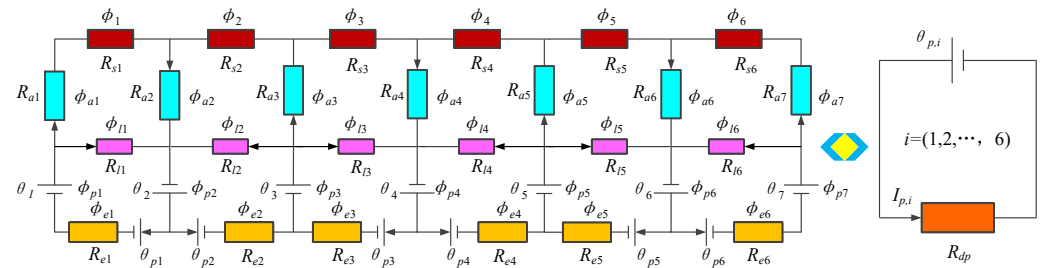 ϕ1 ϕ2 ϕ3 ϕ4 ϕ5 ϕ6
Rs1 Rs2 Rs3 Rs4 Rs5 Rs6
θp,i
Ra1 ϕa1 Ra2 ϕa2 Ra3 ϕa3 Ra4 ϕa4 Ra5 ϕa5 Ra6 ϕa6 Ra7 ϕa7
ϕl1 ϕl2 ϕl3 ϕl4 ϕl5 ϕl6
i=(1,2,⋯, 6)
Rl1 Rl2 Rl3 Rl4 Rl5 Rl6
θ1 ϕp1 θ2 ϕp2 θ3 ϕp3 θ4 ϕp4 θ5 ϕp5 θ6 ϕp6 θ7 ϕp7
Ip,i
ϕe1 ϕe2 ϕe3 ϕe4 ϕe5 ϕe6
Re1 θp1 θp2 Re2 Re3 θp3 θp4 Re4 Re5 θp5 θp6 Re6
Rdp